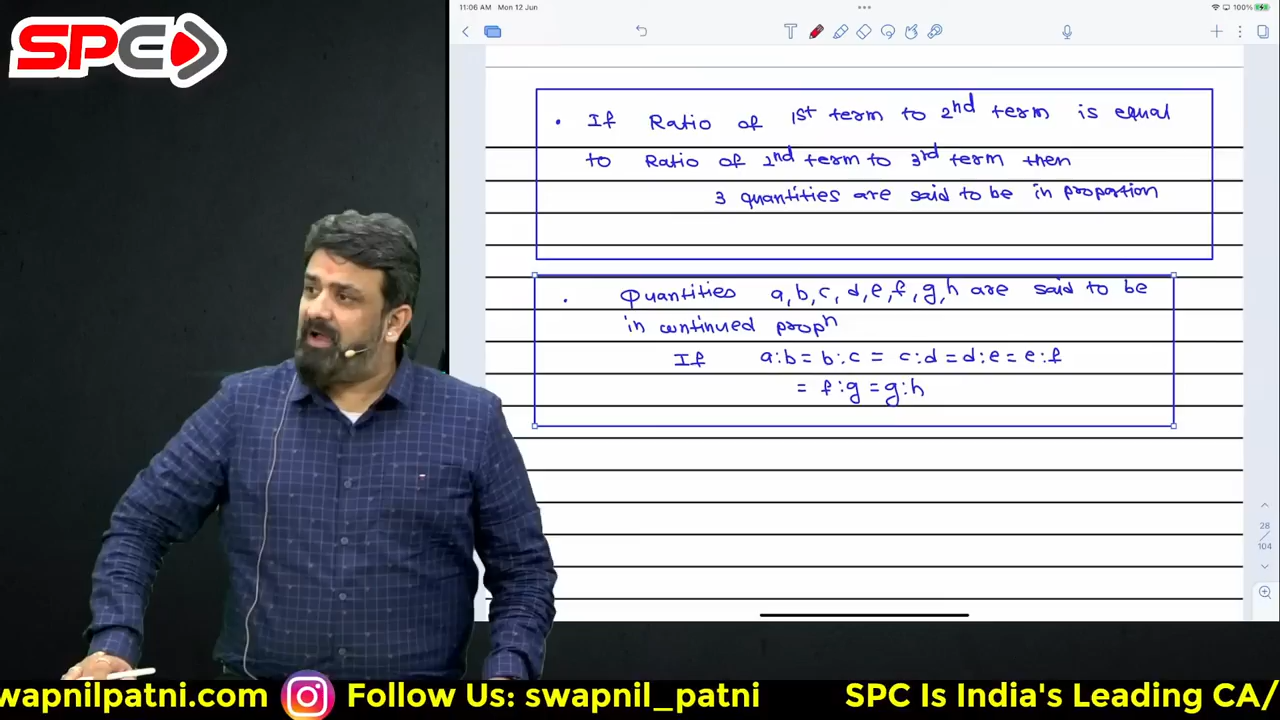 11:06 AM Mon 12 Jun
100%
SPC
• If Ratio of 1st term to 2nd term is equal
to Ratio of 2nd term to 3rd term then
3 quantities are said to be in proportion
• Quantities a,b,c,d,e,f,g,h are said to be
in continued propn
If a:b = b:c = c:d = d:e = e:f
= f:g = g:h
28
104
wapnilpatni.com Follow Us: swapnil_patni SPC Is India's Leading CA/